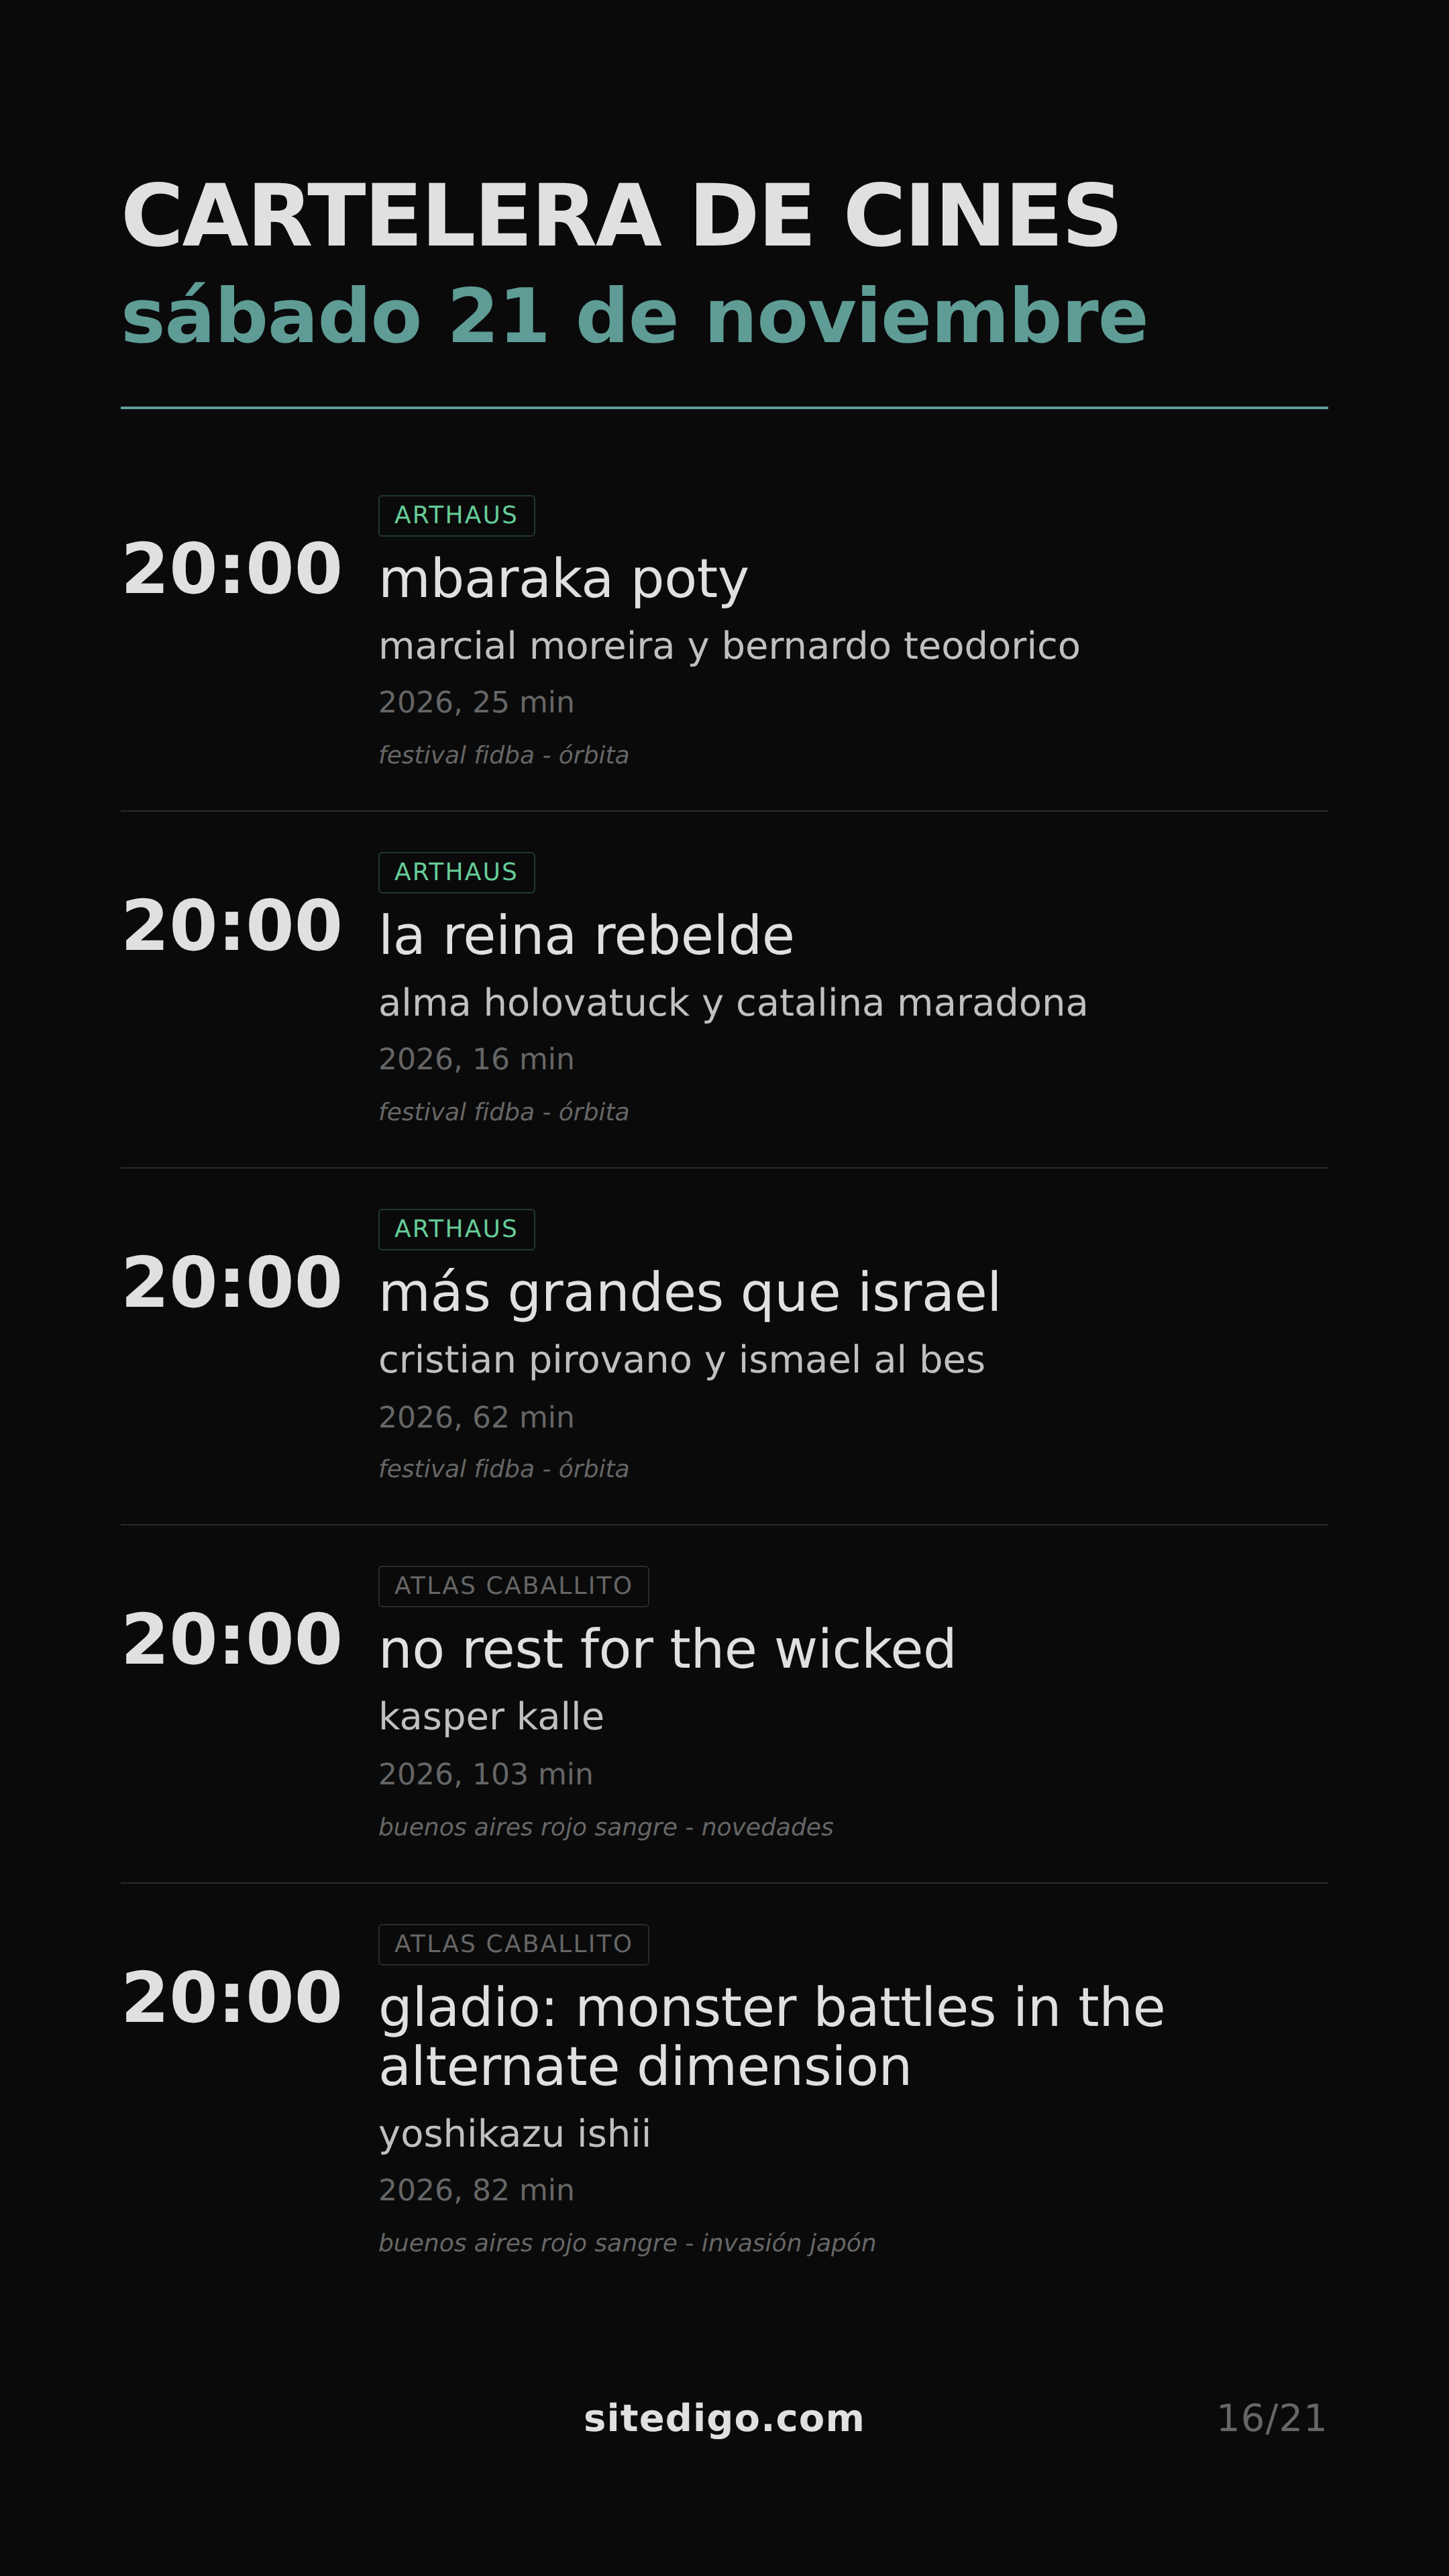 CARTELERA DE CINES
sábado 21 de noviembre
ARTHAUS
20:00
mbaraka poty
marcial moreira y bernardo teodorico
2026, 25 min
festival fidba - órbita
ARTHAUS
20:00
la reina rebelde
alma holovatuck y catalina maradona
2026, 16 min
festival fidba - órbita
ARTHAUS
20:00
más grandes que israel
cristian pirovano y ismael al bes
2026, 62 min
festival fidba - órbita
ATLAS CABALLITO
20:00
no rest for the wicked
kasper kalle
2026, 103 min
buenos aires rojo sangre - novedades
ATLAS CABALLITO
20:00
gladio: monster battles in the
alternate dimension
yoshikazu ishii
2026, 82 min
buenos aires rojo sangre - invasión japón
sitedigo.com
16/21